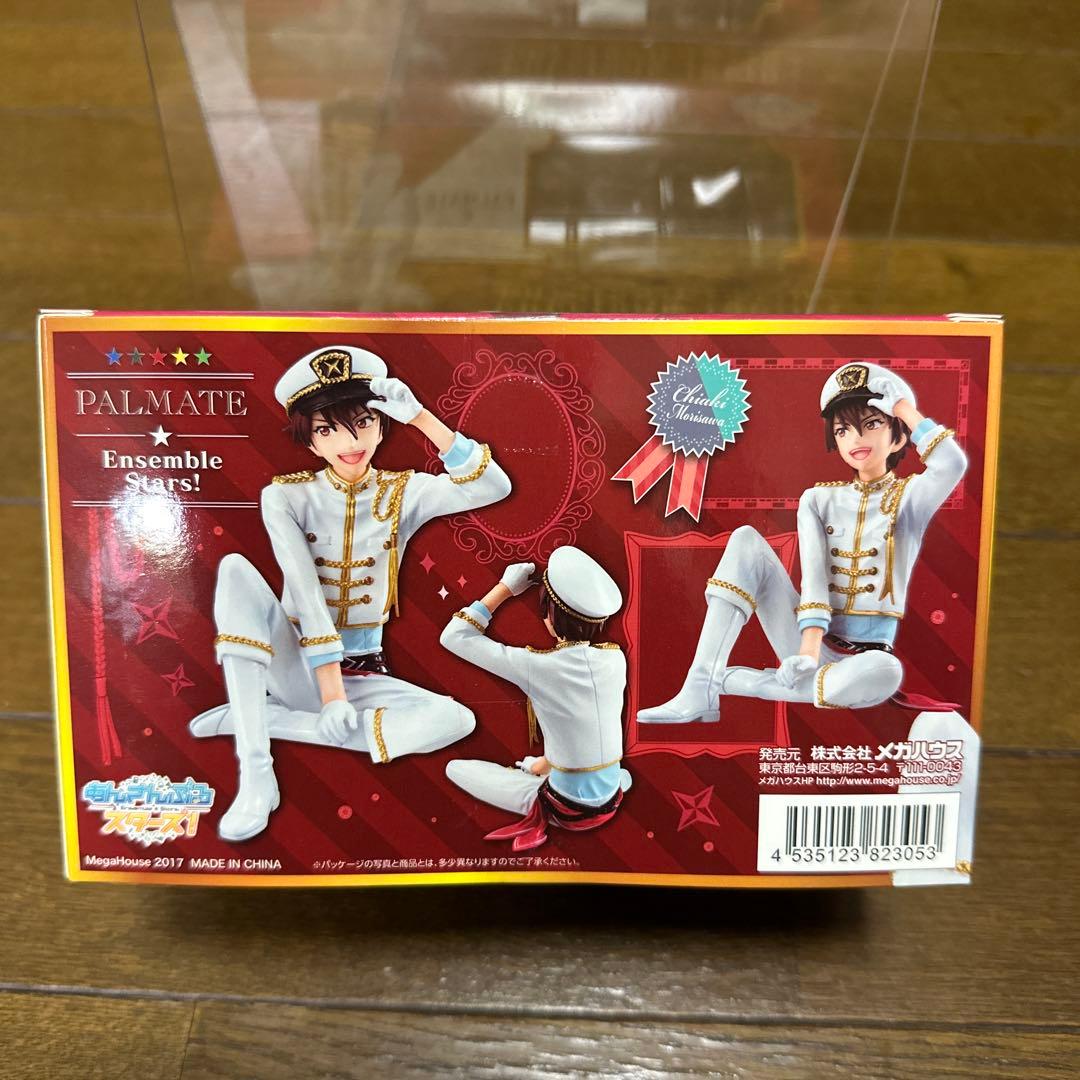 PALMATE
Ensemble
Stars!
Chiaki
Morisawa
あんさんぶる
Ensemble Stars!
スターズ!
MegaHouse 2017 MADE IN CHINA
※パッケージの写真と商品とは、多少異なりますのでご了承ください。
発売元 株式会社 メガハウス
東京都台東区駒形2-5-4 〒111-0043
メガハウスHP http://www.megahouse.co.jp/
4 535123 823053